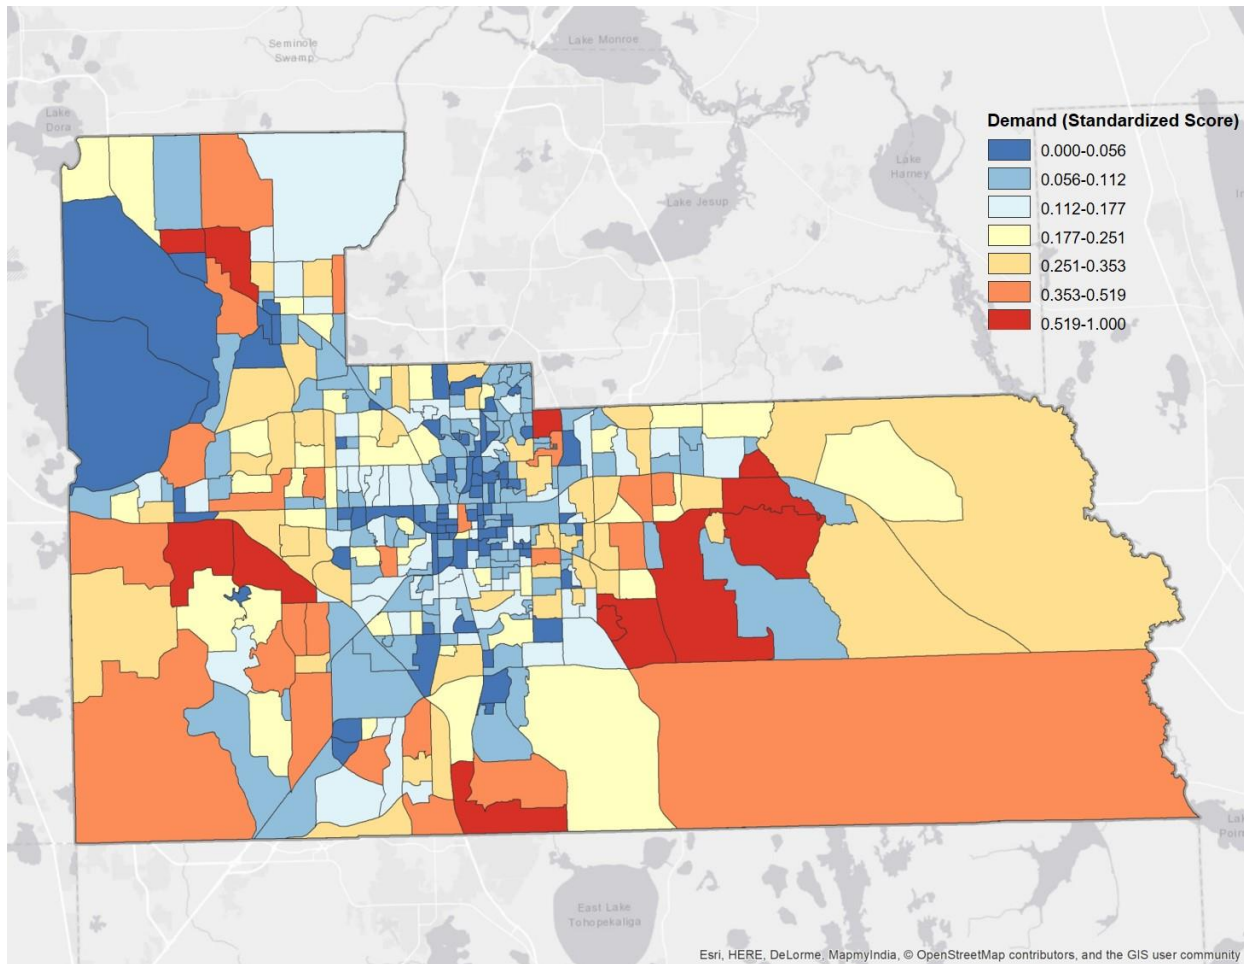 Seminole
Swamp
Lake Monroe
Lake
Dora
Demand (Standardized Score)
0.000-0.056
0.056-0.112
0.112-0.177
0.177-0.251
0.251-0.353
0.353-0.519
0.519-1.000
Lake
Harney
Lake Jesup
East Lake
Tohopekaliga
Esri, HERE, DeLorme, MapmyIndia, © OpenStreetMap contributors, and the GIS user community